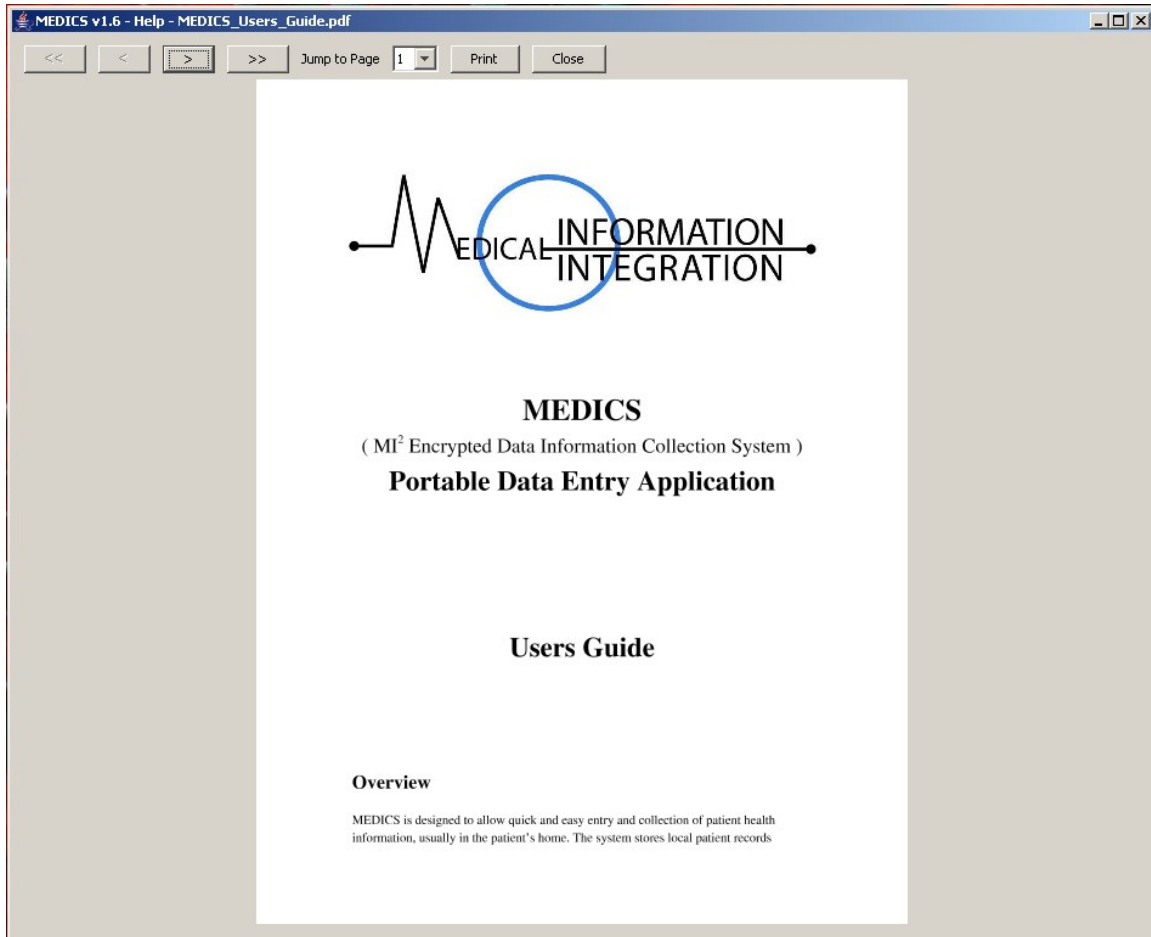 MEDICS v1.6 - Help - MEDICS_Users_Guide.pdf
<< < > >> Jump to Page 1 Print Close
MEDICAL INFORMATION
INTEGRATION
MEDICS
( MI² Encrypted Data Information Collection System )
Portable Data Entry Application
Users Guide
Overview
MEDICS is designed to allow quick and easy entry and collection of patient health
information, usually in the patient's home. The system stores local patient records